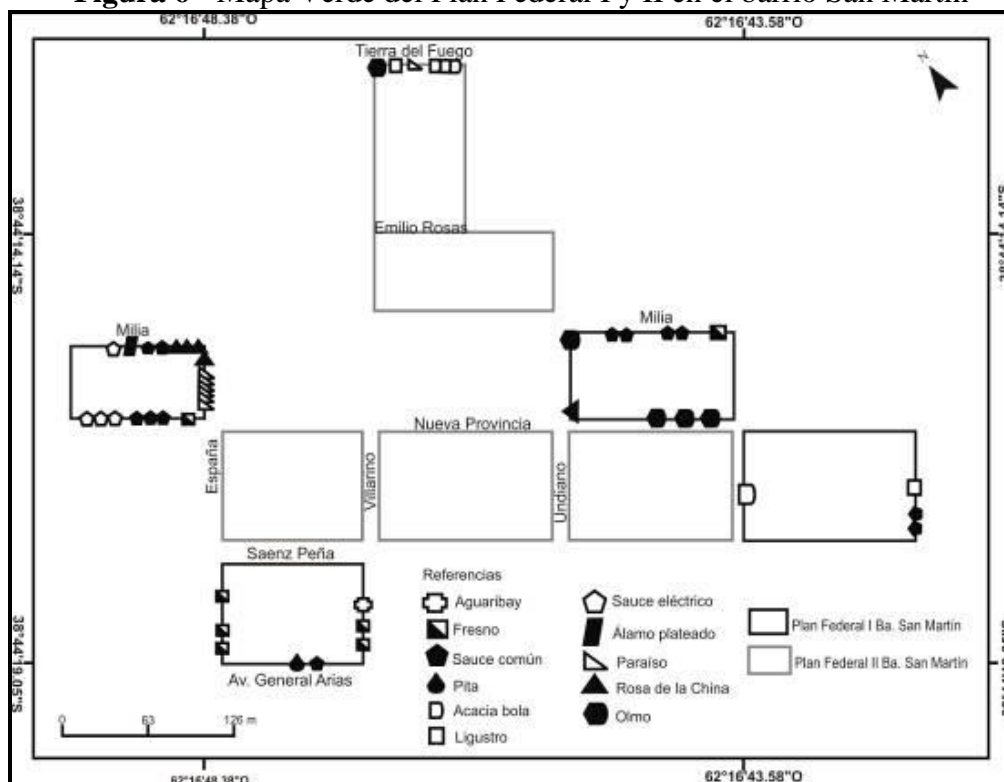 Figura 6 - Mapa Verde del Plan Federal I y II en el barrio San Martín
62°16'48.38"O
62°16'43.58"O
Tierra del Fuego
N
38°44'14.14"S
38°44'14.14"S
Emilio Rosas
Milia
Milia
Nueva Provincia
España
Villarino
Undiano
Saenz Peña
Av. General Arias
Referencias
Aguaribay
Fresno
Sauce común
Pita
Acacia bola
Ligustro
Sauce eléctrico
Álamo plateado
Paraíso
Rosa de la China
Olmo
Plan Federal I Ba. San Martín
Plan Federal II Ba. San Martín
38°44'19.05"S
0 63 126 m
62°16'48.38"O
62°16'43.58"O